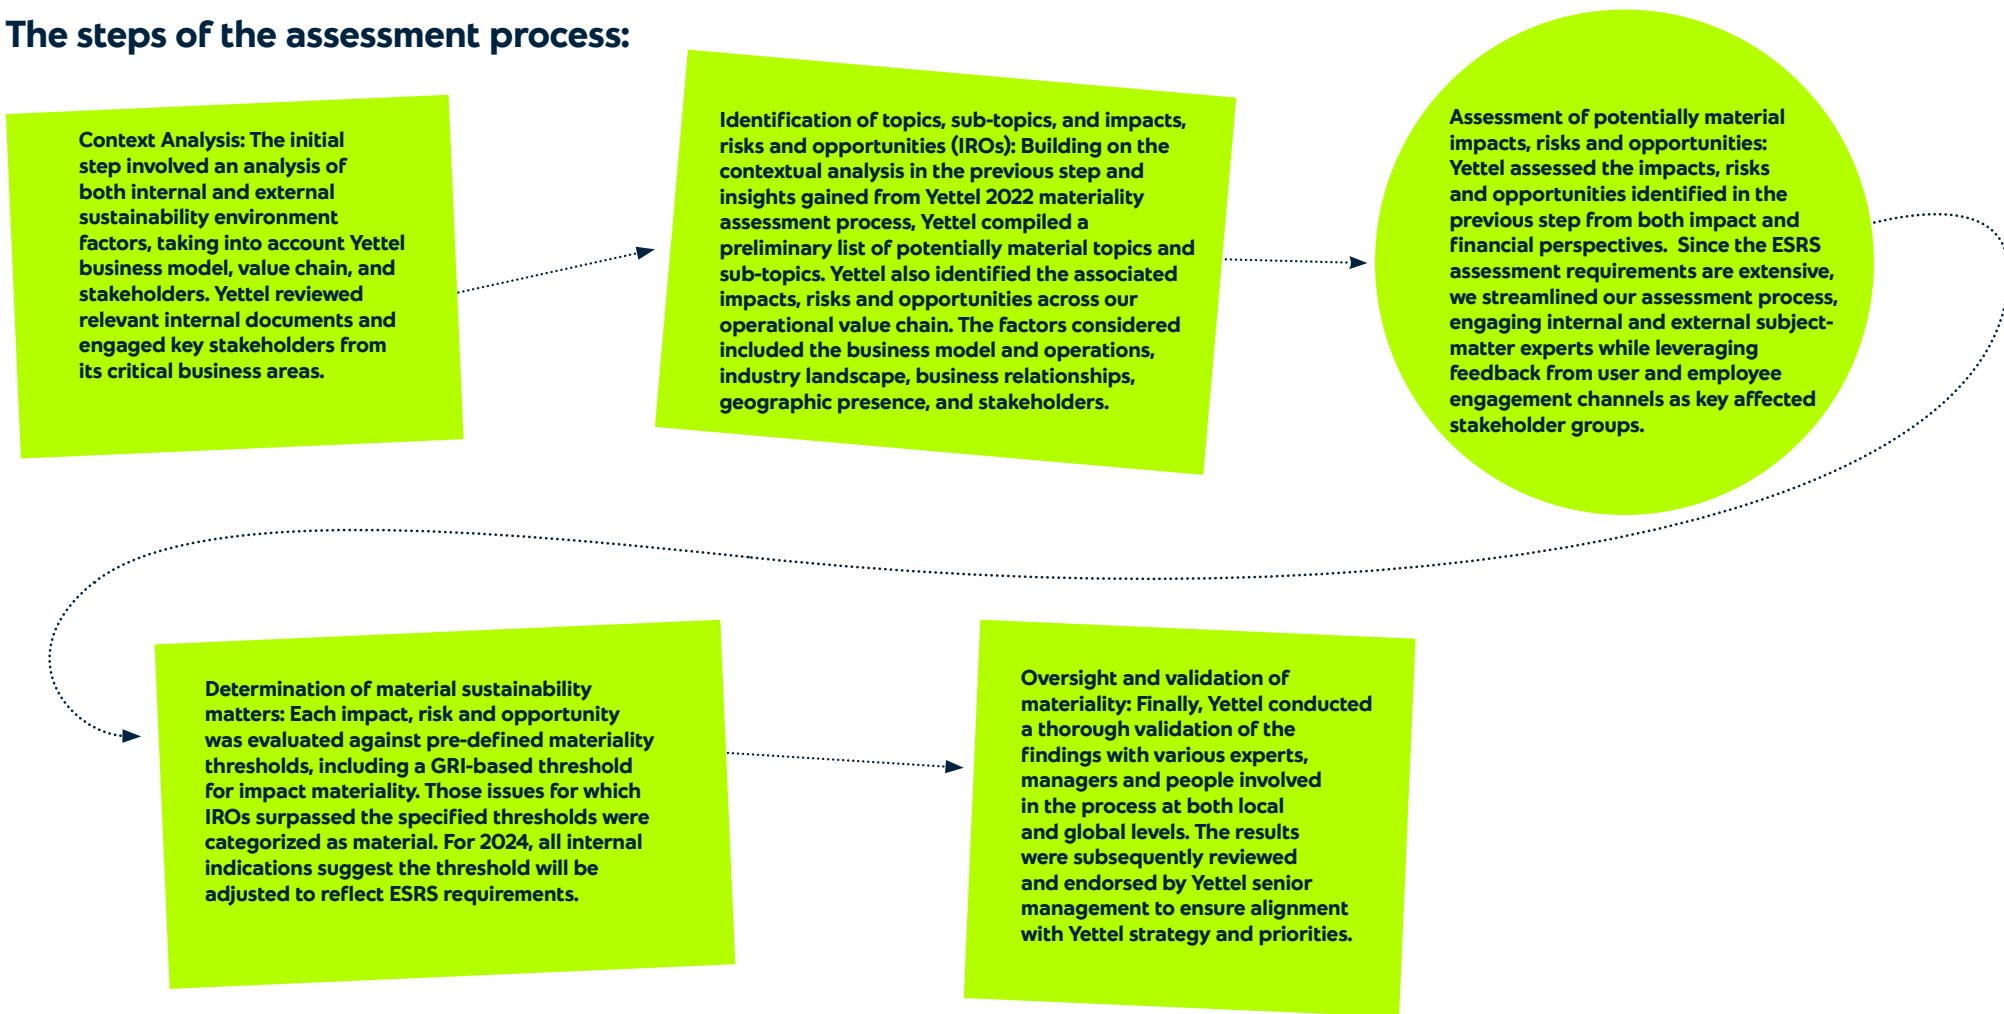 The steps of the assessment process:
Context Analysis: The initial
step involved an analysis of
both internal and external
sustainability environment
factors, taking into account Yettel
business model, value chain, and
stakeholders. Yettel reviewed
relevant internal documents and
engaged key stakeholders from
its critical business areas.
Identification of topics, sub-topics, and impacts,
risks and opportunities (IROs): Building on the
contextual analysis in the previous step and
insights gained from Yettel 2022 materiality
assessment process, Yettel compiled a
preliminary list of potentially material topics and
sub-topics. Yettel also identified the associated
impacts, risks and opportunities across our
operational value chain. The factors considered
included the business model and operations,
industry landscape, business relationships,
geographic presence, and stakeholders.
Assessment of potentially material
impacts, risks and opportunities:
Yettel assessed the impacts, risks
and opportunities identified in the
previous step from both impact and
financial perspectives. Since the ESRS
assessment requirements are extensive,
we streamlined our assessment process,
engaging internal and external subject-
matter experts while leveraging
feedback from user and employee
engagement channels as key affected
stakeholder groups.
Determination of material sustainability
matters: Each impact, risk and opportunity
was evaluated against pre-defined materiality
thresholds, including a GRI-based threshold
for impact materiality. Those issues for which
IROs surpassed the specified thresholds were
categorized as material. For 2024, all internal
indications suggest the threshold will be
adjusted to reflect ESRS requirements.
Oversight and validation of
materiality: Finally, Yettel conducted
a thorough validation of the
findings with various experts,
managers and people involved
in the process at both local
and global levels. The results
were subsequently reviewed
and endorsed by Yettel senior
management to ensure alignment
with Yettel strategy and priorities.